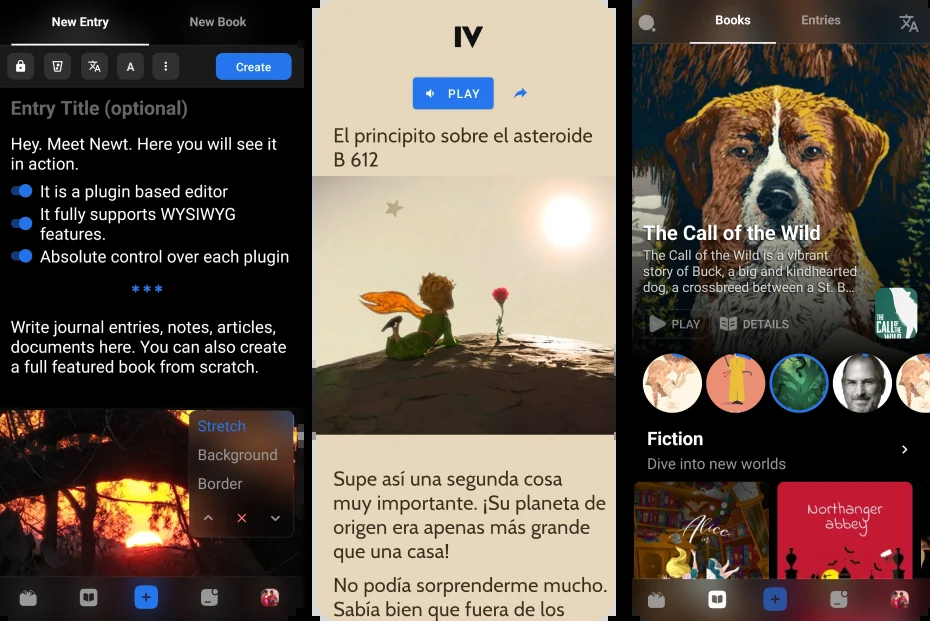 New Entry
New Book
A
Create
Entry Title (optional)
Hey. Meet Newt. Here you will see it
in action.
It is a plugin based editor
It fully supports WYSIWYG
features.
Absolute control over each plugin
***
Write journal entries, notes, articles,
documents here. You can also create
a full featured book from scratch.
Stretch
Background
Border
IV
PLAY
El principito sobre el asteroide
B 612
Supe así una segunda cosa
muy importante. ¡Su planeta de
origen era apenas más grande
que una casa!
No podía sorprenderme mucho.
Sabía bien que fuera de los
Books
Entries
The Call of the Wild
The Call of the Wild is a vibrant
story of Buck, a big and kindhearted
dog, a crossbreed between a St. B...
PLAY
DETAILS
THE
CALL OF
THE WILD
Fiction
Dive into new worlds
Alice
in
Northanger
abbey